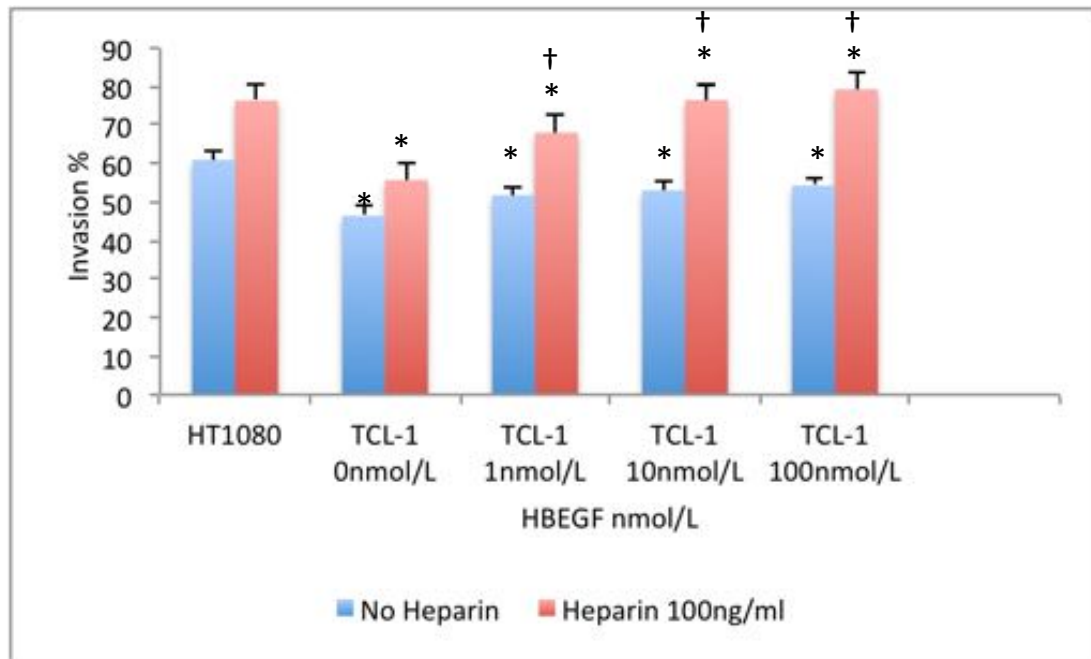 † †
† * *
*
90
80
70
60
50
40
30
20
10
0
Invasion %
* * * *
*
HT1080 TCL-1 TCL-1 TCL-1 TCL-1
0nmol/L 1nmol/L 10nmol/L 100nmol/L
HBEGF nmol/L
No Heparin Heparin 100ng/ml